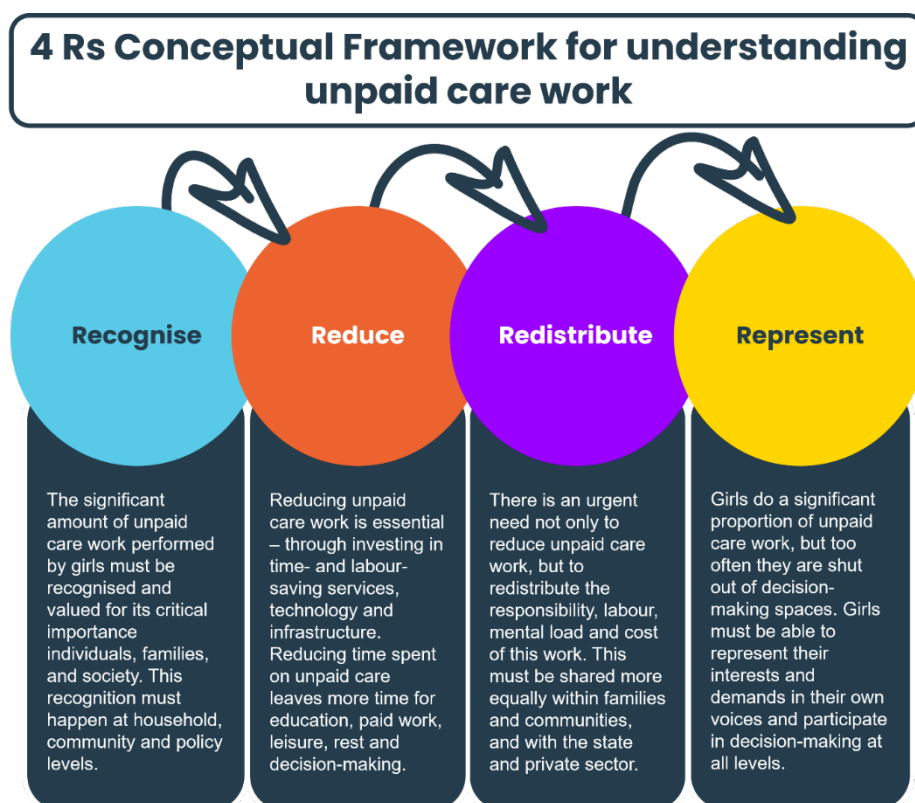 4 Rs Conceptual Framework for understanding
unpaid care work
Recognise
Reduce
Redistribute
Represent
The significant
amount of unpaid
care work performed
by girls must be
recognised and
valued for its critical
importance
individuals, families,
and society. This
recognition must
happen at household,
community and policy
levels.
Reducing unpaid
care work is essential
– through investing in
time- and labour-
saving services,
technology and
infrastructure.
Reducing time spent
on unpaid care
leaves more time for
education, paid work,
leisure, rest and
decision-making.
There is an urgent
need not only to
reduce unpaid care
work, but to
redistribute the
responsibility, labour,
mental load and cost
of this work. This
must be shared more
equally within families
and communities,
and with the state
and private sector.
Girls do a significant
proportion of unpaid
care work, but too
often they are shut
out of decision-
making spaces. Girls
must be able to
represent their
interests and
demands in their own
voices and participate
in decision-making at
all levels.